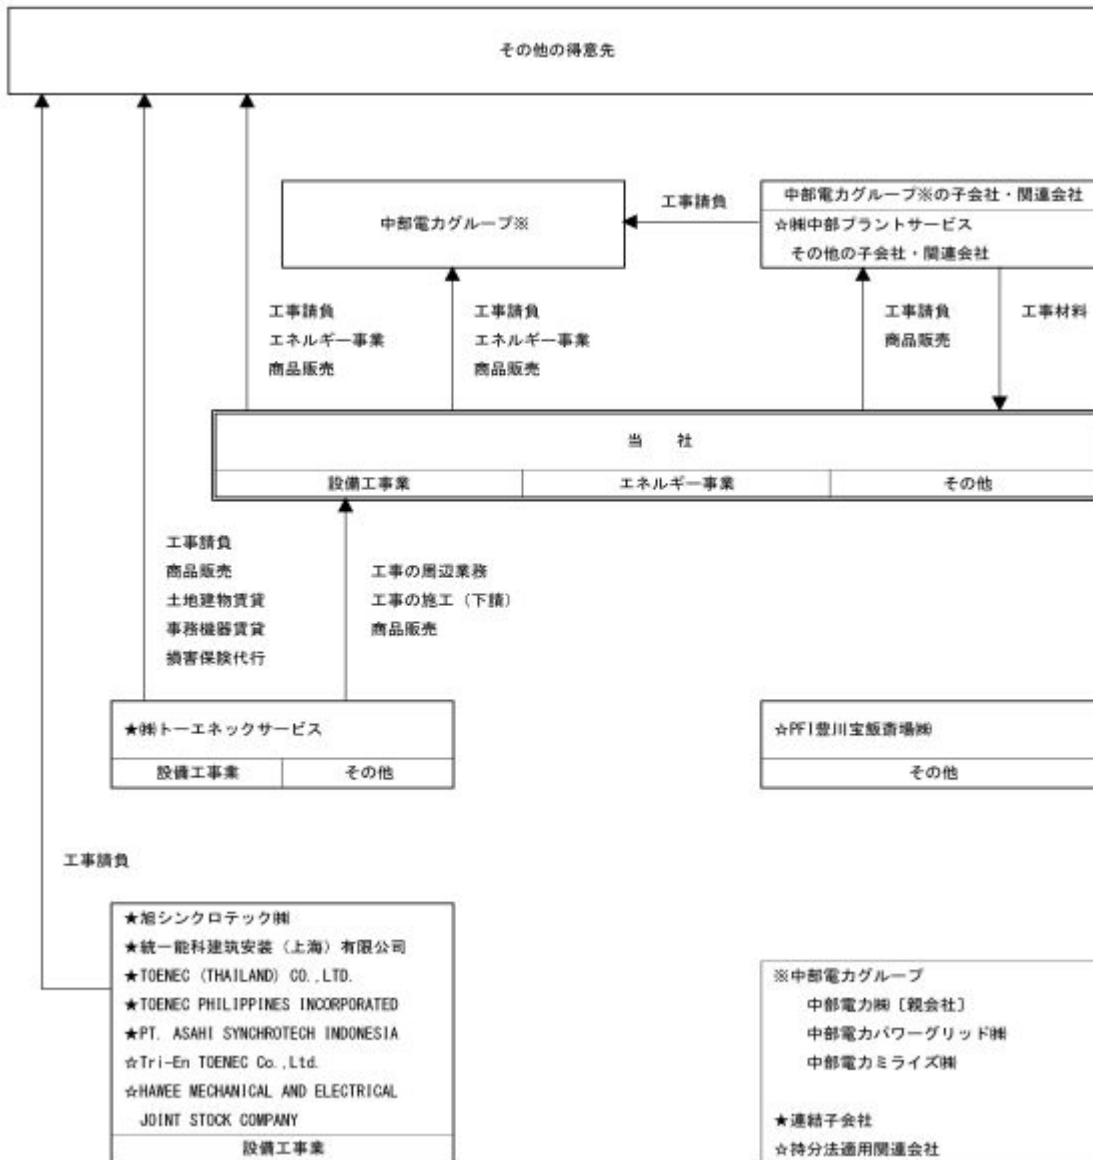 その他の得意先
中部電力グループ※
工事請負
中部電力グループ※の子会社・関連会社
☆㈱中部プラントサービス
その他の子会社・関連会社
工事請負
エネルギー事業
商品販売
工事請負
エネルギー事業
商品販売
工事請負
商品販売
工事材料
当　社
設備工事業
エネルギー事業
その他
工事請負
商品販売
土地建物賃貸
事務機器賃貸
損害保険代行
工事の周辺業務
工事の施工（下請）
商品販売
★㈱トーエネックサービス
設備工事業
その他
☆PFI豊川宝飯斎場㈱
その他
工事請負
★旭シンクロテック㈱
★統一能科建筑安装（上海）有限公司
★TOENEC (THAILAND) CO.,LTD.
★TOENEC PHILIPPINES INCORPORATED
★PT. ASAHI SYNCHROTECH INDONESIA
☆Tri-En TOENEC Co.,Ltd.
☆HAWEE MECHANICAL AND ELECTRICAL
JOINT STOCK COMPANY
設備工事業
※中部電力グループ
中部電力㈱［親会社］
中部電力パワーグリッド㈱
中部電力ミライズ㈱
★連結子会社
☆持分法適用関連会社